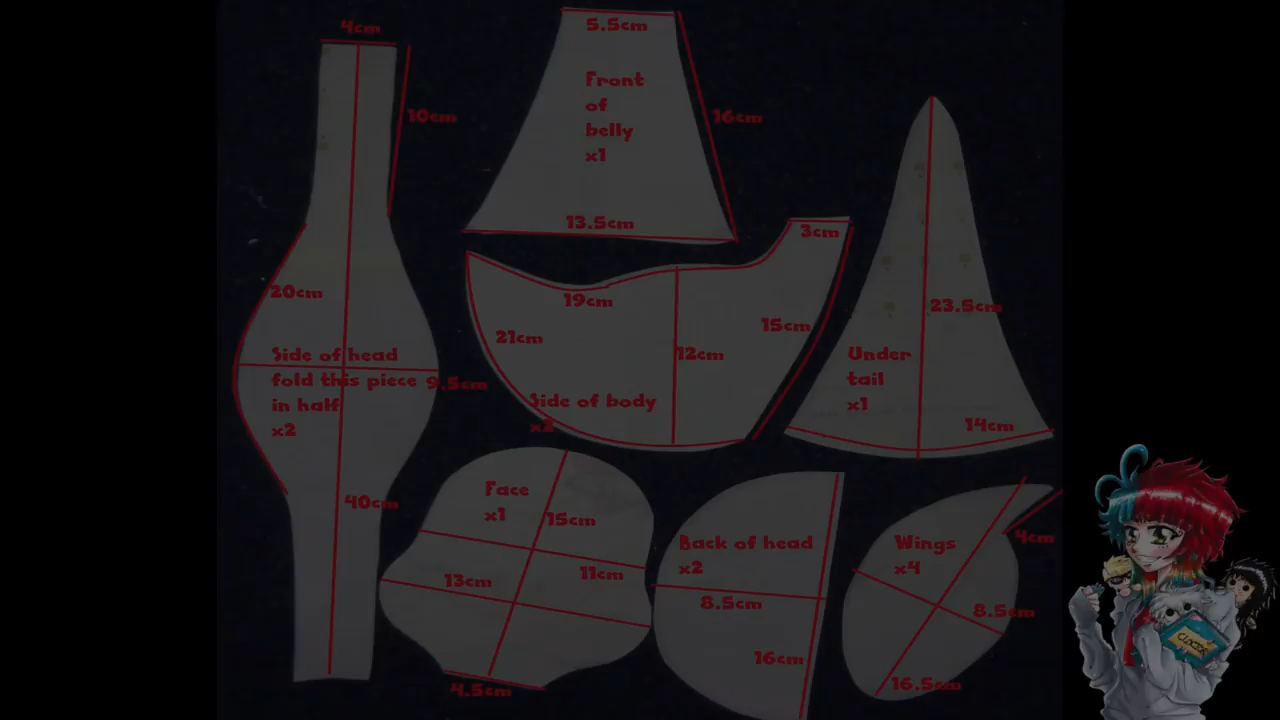 4cm
10cm
20cm
Side of head
fold this piece
in half
x2
9.5cm
40cm
5.5cm
Front
of
belly
x1
16cm
13.5cm
3cm
19cm
21cm
15cm
12cm
Side of body
x2
23.5cm
Under
tail
x1
14cm
Face
x1
15cm
11cm
13cm
4.5cm
Back of head
x2
8.5cm
16cm
Wings
x4
4cm
8.5cm
16.5cm